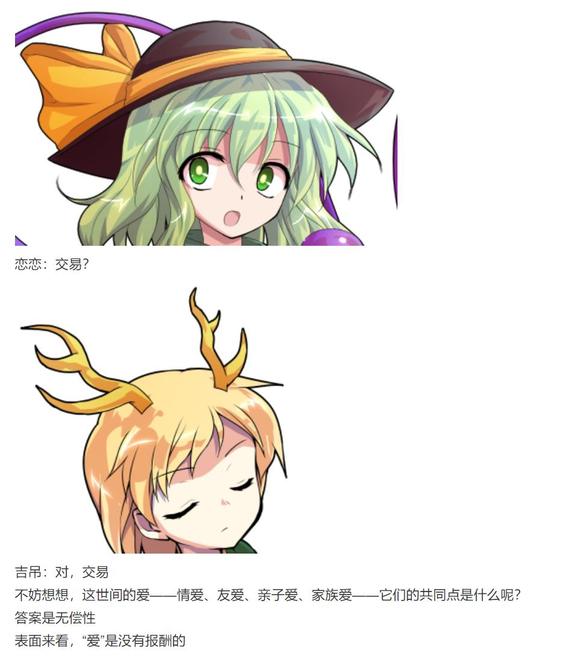 恋恋：交易？
吉吊：对，交易
不妨想想，这世间的爱——情爱、友爱、亲子爱、家族爱——它们的共同点是什么呢？
答案是无偿性
表面来看，“爱”是没有报酬的